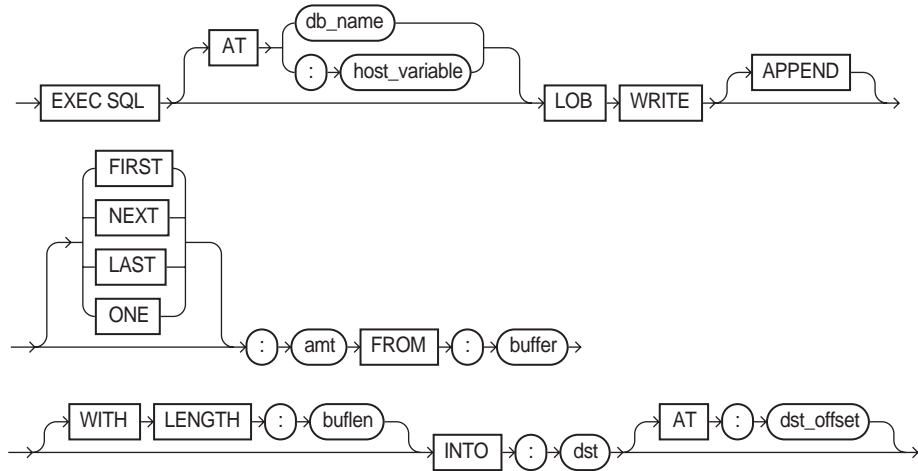 db_name
AT
: host_variable
EXEC SQL LOB WRITE APPEND
FIRST
NEXT
LAST
ONE
: amt FROM : buffer
WITH LENGTH : buflen AT : dst_offset
INTO : dst